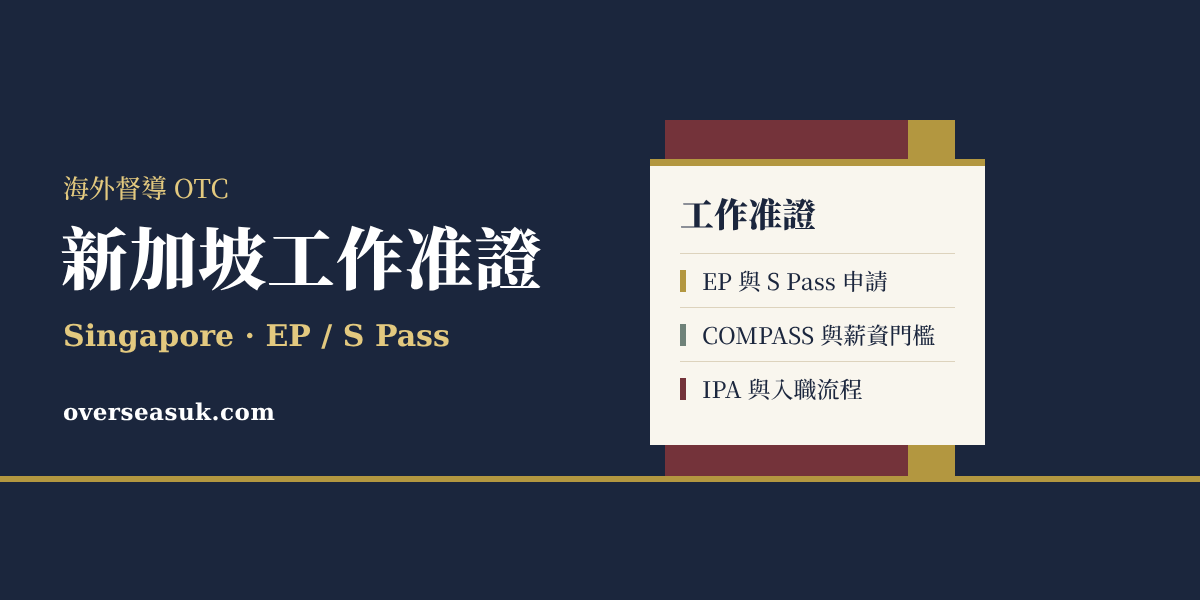 海外督導 OTC
新加坡工作准證
Singapore · EP / S Pass
overseasuk.com
工作准證
EP 與 S Pass 申請
COMPASS 與薪資門檻
IPA 與入職流程